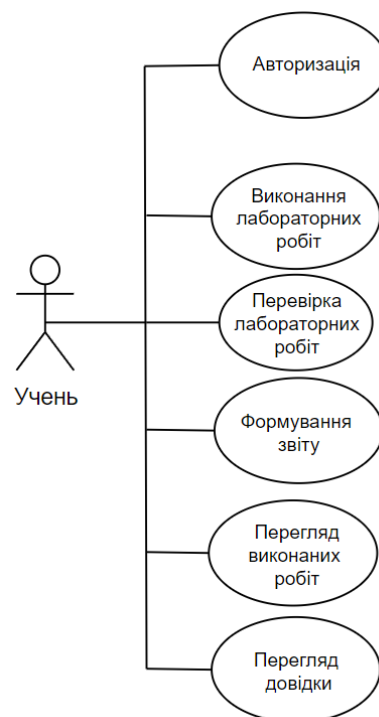 Авторизація
Виконання
лабораторних
робіт
Перевірка
лабораторних
робіт
Учень
Формування
звіту
Перегляд
виконаних
робіт
Перегляд
довідки